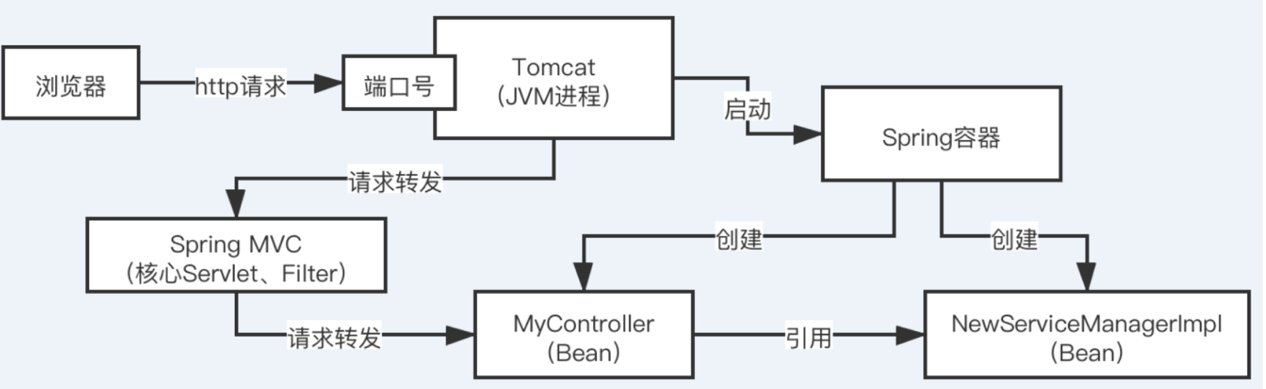 浏览器
http请求
端口号
Tomcat
（JVM进程）
启动
Spring容器
请求转发
Spring MVC
（核心Servlet、Filter）
创建
创建
请求转发
MyController
（Bean）
引用
NewServiceManagerImpl
（Bean）